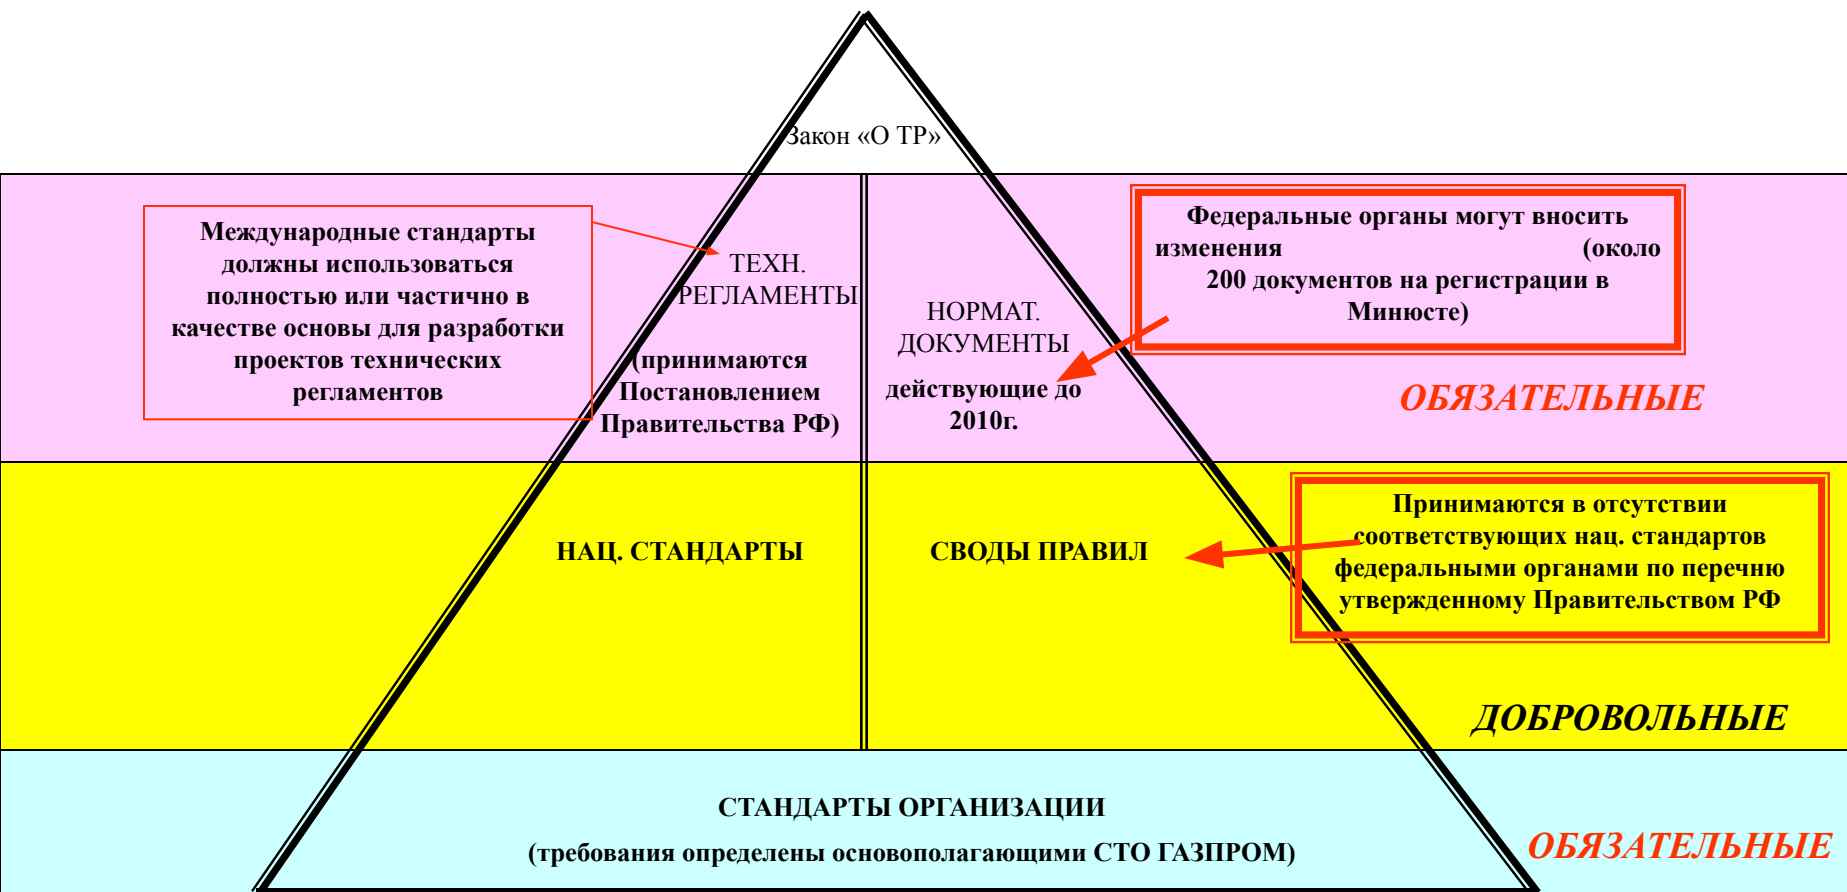 Закон «О ТР»
Международные стандарты
должны использоваться
полностью или частично в
качестве основы для разработки
проектов технических
регламентов
ТЕХН.
РЕГЛАМЕНТЫ
(принимаются
Постановлением
Правительства РФ)
НОРМАТ.
ДОКУМЕНТЫ
действующие до
2010г.
Федеральные органы могут вносить
изменения (около
200 документов на регистрации в
Минюсте)
ОБЯЗАТЕЛЬНЫЕ
НАЦ. СТАНДАРТЫ
СВОДЫ ПРАВИЛ
Принимаются в отсутствии
соответствующих нац. стандартов
федеральными органами по перечню
утвержденному Правительством РФ
ДОБРОВОЛЬНЫЕ
СТАНДАРТЫ ОРГАНИЗАЦИИ
(требования определены основополагающими СТО ГАЗПРОМ)
ОБЯЗАТЕЛЬНЫЕ